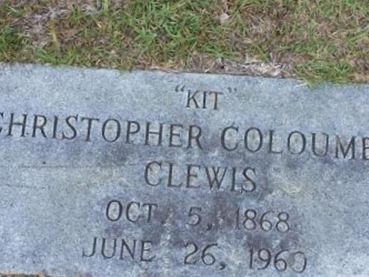 "KIT"
CHRISTOPHER COLOUMB
CLEWIS
OCT 5, 1868
JUNE 26, 1960